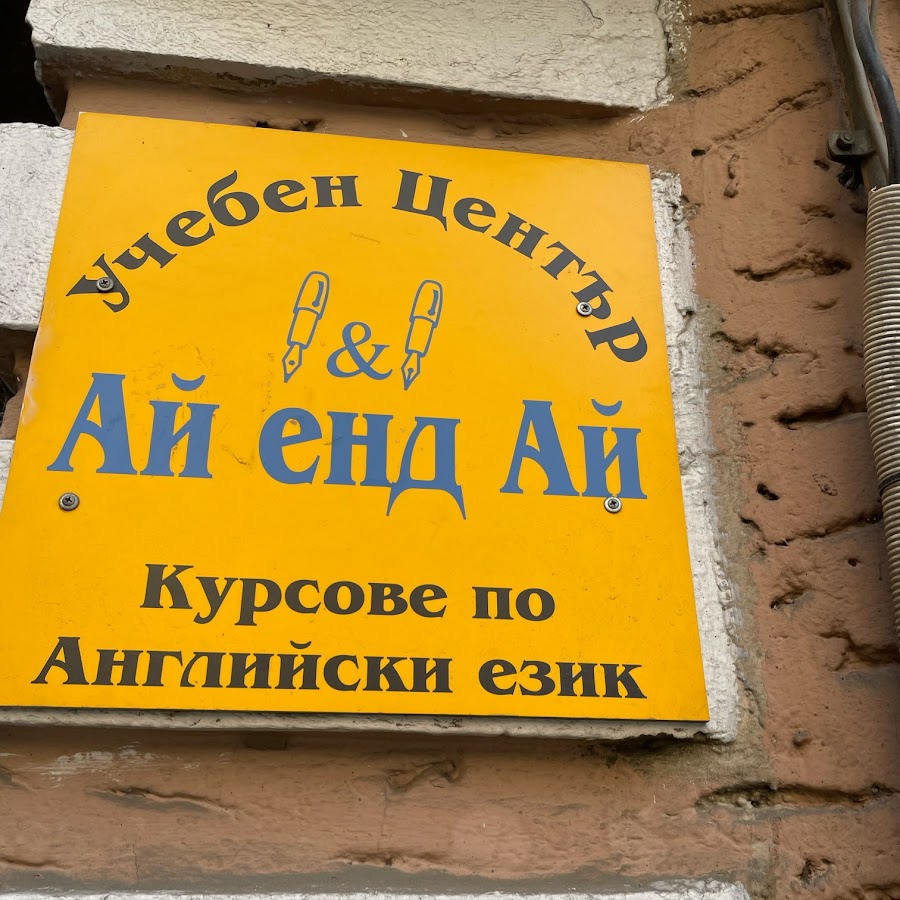 Учебен Център
&
Ай енд Ай
Курсове по
Английски език